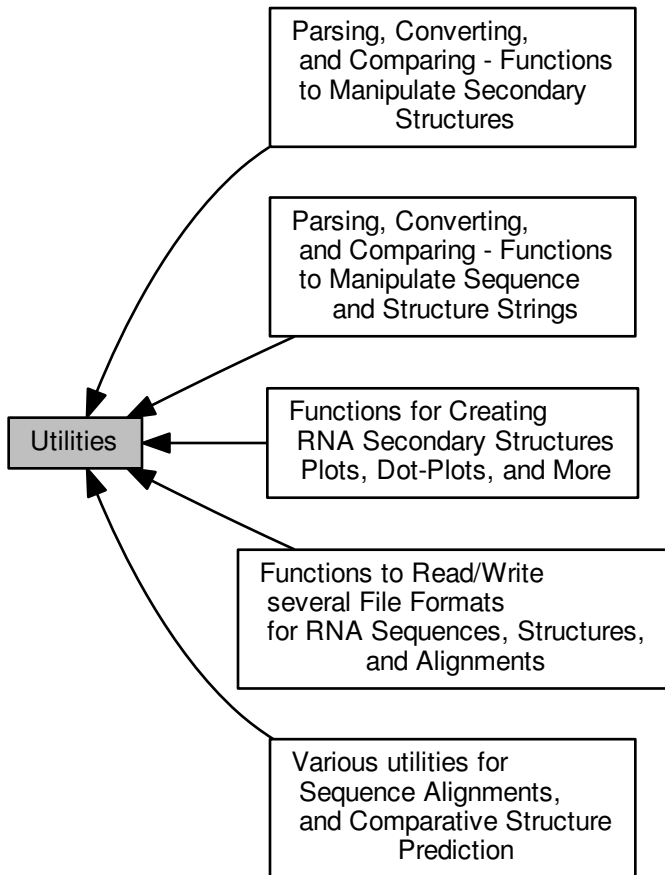 Parsing, Converting,
and Comparing - Functions
to Manipulate Secondary
Structures
Parsing, Converting,
and Comparing - Functions
to Manipulate Sequence
and Structure Strings
Utilities
Functions for Creating
RNA Secondary Structures
Plots, Dot-Plots, and More
Functions to Read/Write
several File Formats
for RNA Sequences, Structures,
and Alignments
Various utilities for
Sequence Alignments,
and Comparative Structure
Prediction